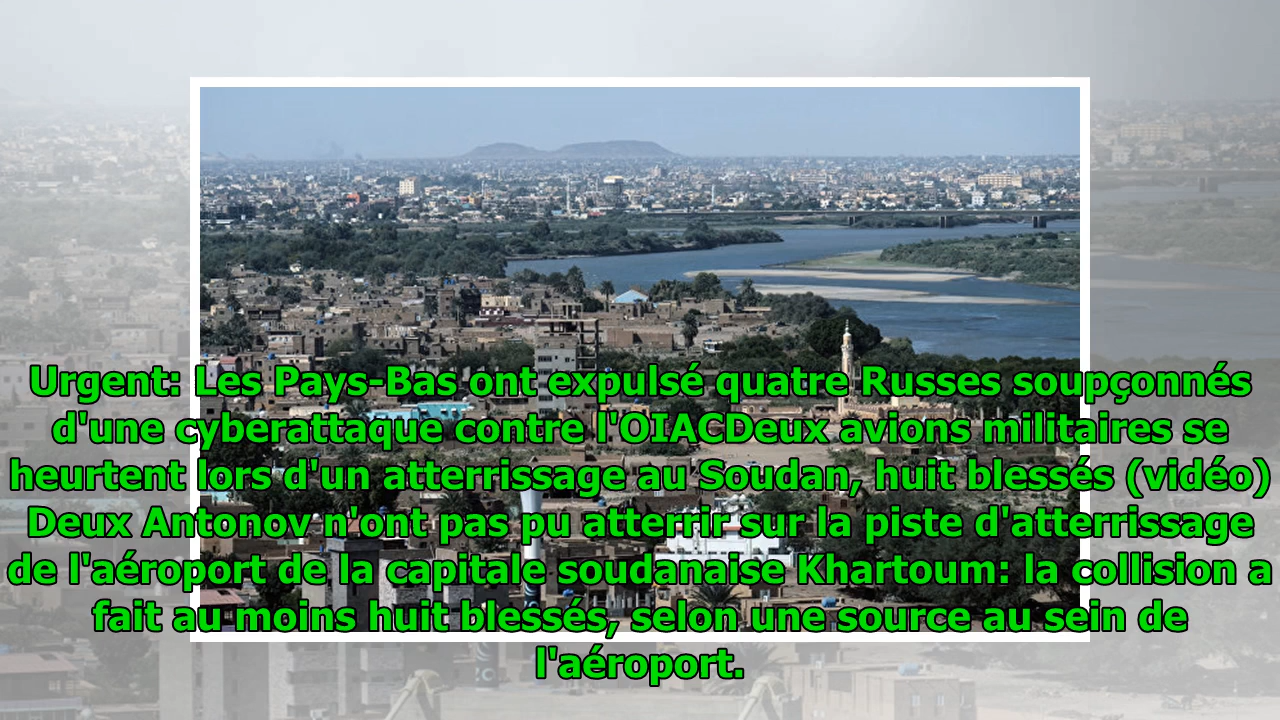 Urgent: Les Pays-Bas ont expulsé quatre Russes soupçonnés
d'une cyberattaque contre l'OIACDeux avions militaires se
heurtent lors d'un atterrissage au Soudan, huit blessés (vidéo)
Deux Antonov n'ont pas pu atterrir sur la piste d'atterrissage
de l'aéroport de la capitale soudanaise Khartoum: la collision a
fait au moins huit blessés, selon une source au sein de
l'aéroport.